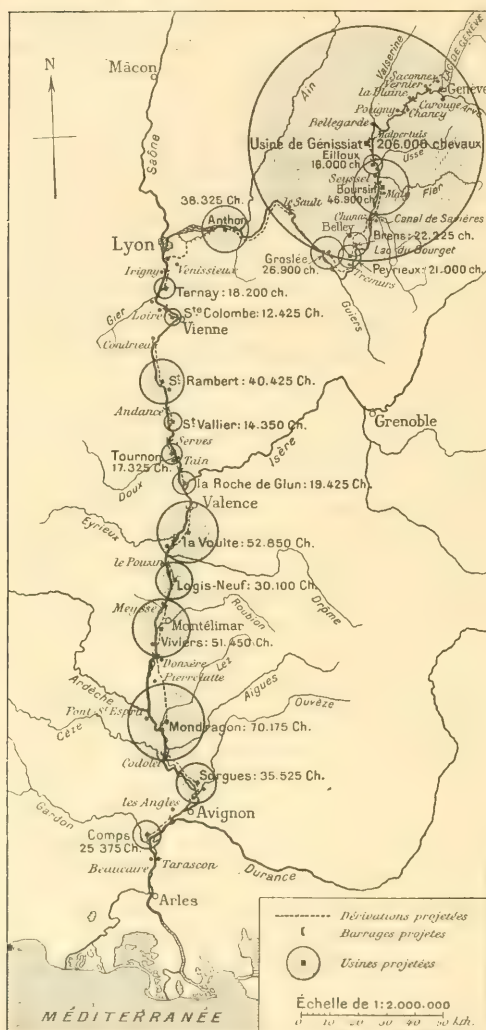 N
Mâcon
Saône
Ain
Valserine
LAC DE GENÈVE
Saconnex
Vernier
la Plaine
Genève
Pougny
Carouge
Chancy
Arve
Bellegarde
Malpertuis
Usine de Génissiat 206.000 chevaux
Eilloux
16.000 ch.
Usse
Seyssel
Boursin
46.900 ch.
Fier
38.325 Ch.
Anthon
le Sault
Canal de Savières
Belley
Brens: 22.225 ch.
Lac du Bourget
Lyon
Groslée
26.900 ch.
Peyrieux: 21.000 ch.
Irigny
Venissieux
Guiers
Ternay: 18.200 ch.
Gier
Loire
Ste Colombe: 12.425 Ch.
Vienne
Condrieu
St Rambert: 40.425 Ch.
Andance
St Vallier: 14.350 ch.
Grenoble
Serves
Tournon
17.325 ch.
Tain
Isère
Doux
la Roche de Glun: 19.425 ch.
Valence
Eyrieux
la Voulte: 52.850 Ch.
le Pouzin
Logis-Neuf: 30.100 ch.
Drôme
Meysse
Roubion
Montélimar
Viviers: 51.450 Ch.
Donzère
Lez
Pierrelatte
Ardèche
Aigues
Ouvèze
Pont St Esprit
Cèze
Mondragon: 70.175 Ch.
Codolet
Sorgues: 35.525 Ch.
Gardon
les Angles
Avignon
Comps
25 375 Ch.
Durance
Beaucaire
Tarascon
Arles
Dérivations projetées
Barrages projetes
Usines projetées
Échelle de 1:2.000.000
0 10 20 30 40 50 kth.
MÉDITERRANÉE